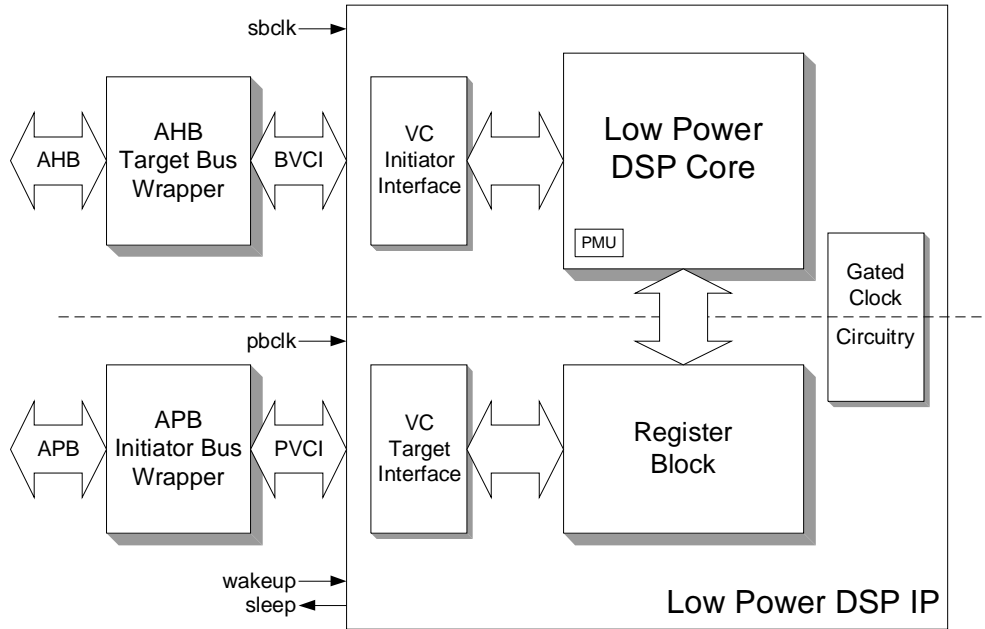 sbclk
AHB
AHB
Target Bus
Wrapper
BVCI
VC
Initiator
Interface
Low Power
DSP Core
PMU
Gated
Clock
Circuitry
pbclk
APB
APB
Initiator Bus
Wrapper
PVCI
VC
Target
Interface
Register
Block
wakeup
sleep
Low Power DSP IP